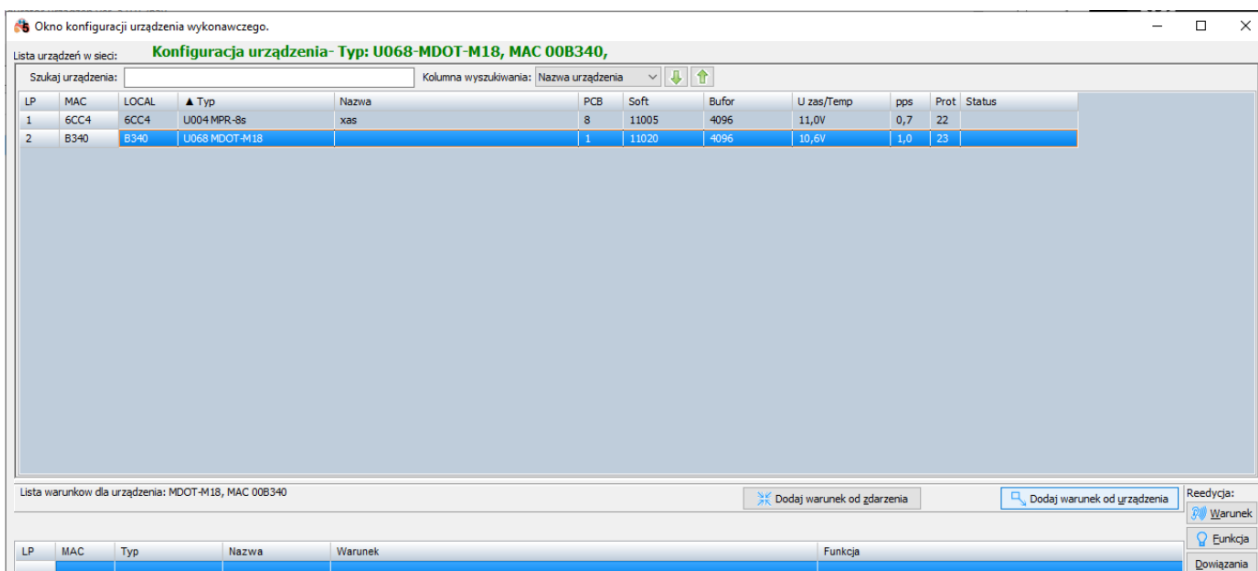 Okno konfiguracji urządzenia wykonawczego.
Lista urządzeń w sieci: Konfiguracja urządzenia- Typ: U068-MDOT-M18, MAC 00B340,
Szukaj urządzenia: Kolumna wyszukiwania: Nazwa urządzenia
LP MAC LOCAL ▲ Typ Nazwa PCB Soft Bufor U zas/Temp pps Prot Status
1 6CC4 6CC4 U004 MPR-8s xas 8 11005 4096 11,0V 0,7 22
2 B340 B340 U068 MDOT-M18 1 11020 4096 10,6V 1,0 23
Lista warunkow dla urządzenia: MDOT-M18, MAC 00B340 Dodaj warunek od zdarzenia Dodaj warunek od urządzenia Reedycja:
Warunek
Funkcja
LP MAC Typ Nazwa Warunek Funkcja
Dowiązania